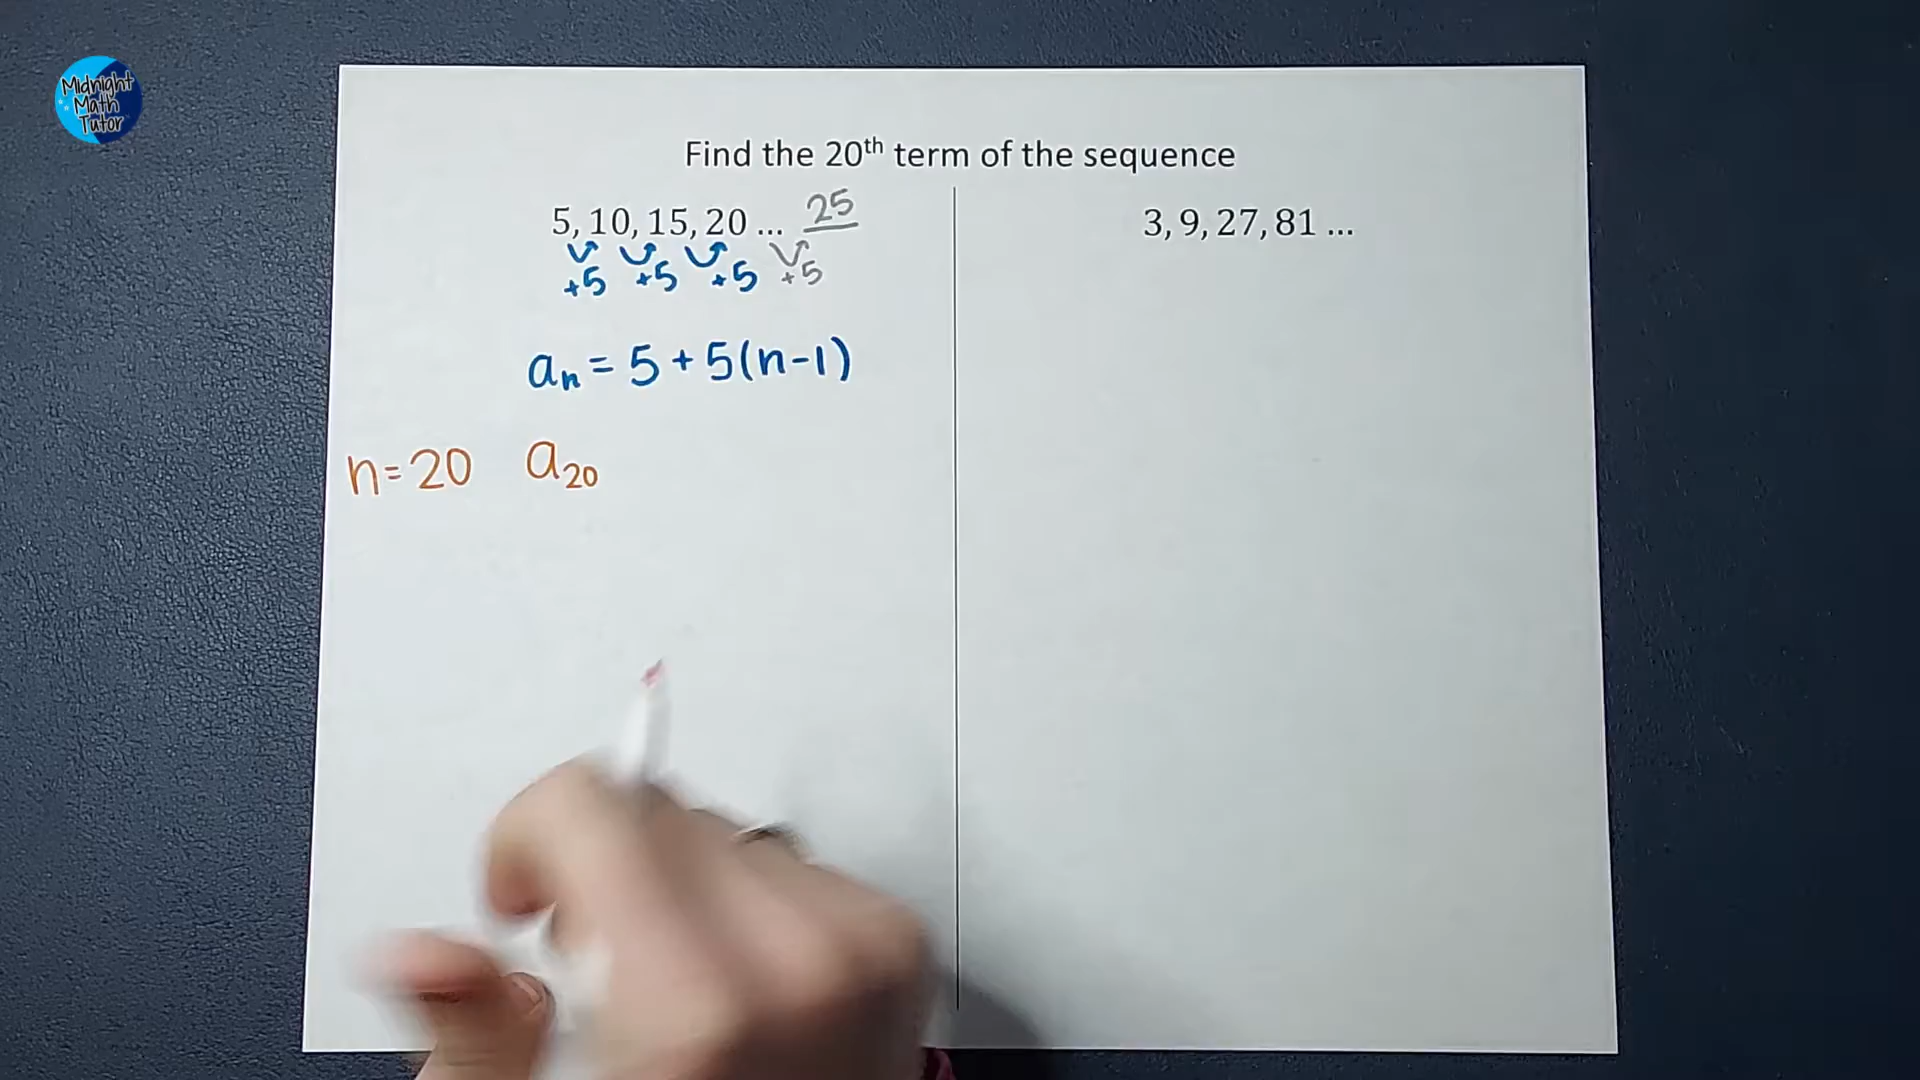 Midnight
Math
Tutor
Find the 20th term of the sequence
5, 10, 15, 20 ... 25
+5 +5 +5 +5
aₙ = 5 + 5(n-1)
n=20 a₂₀
3, 9, 27, 81 ...